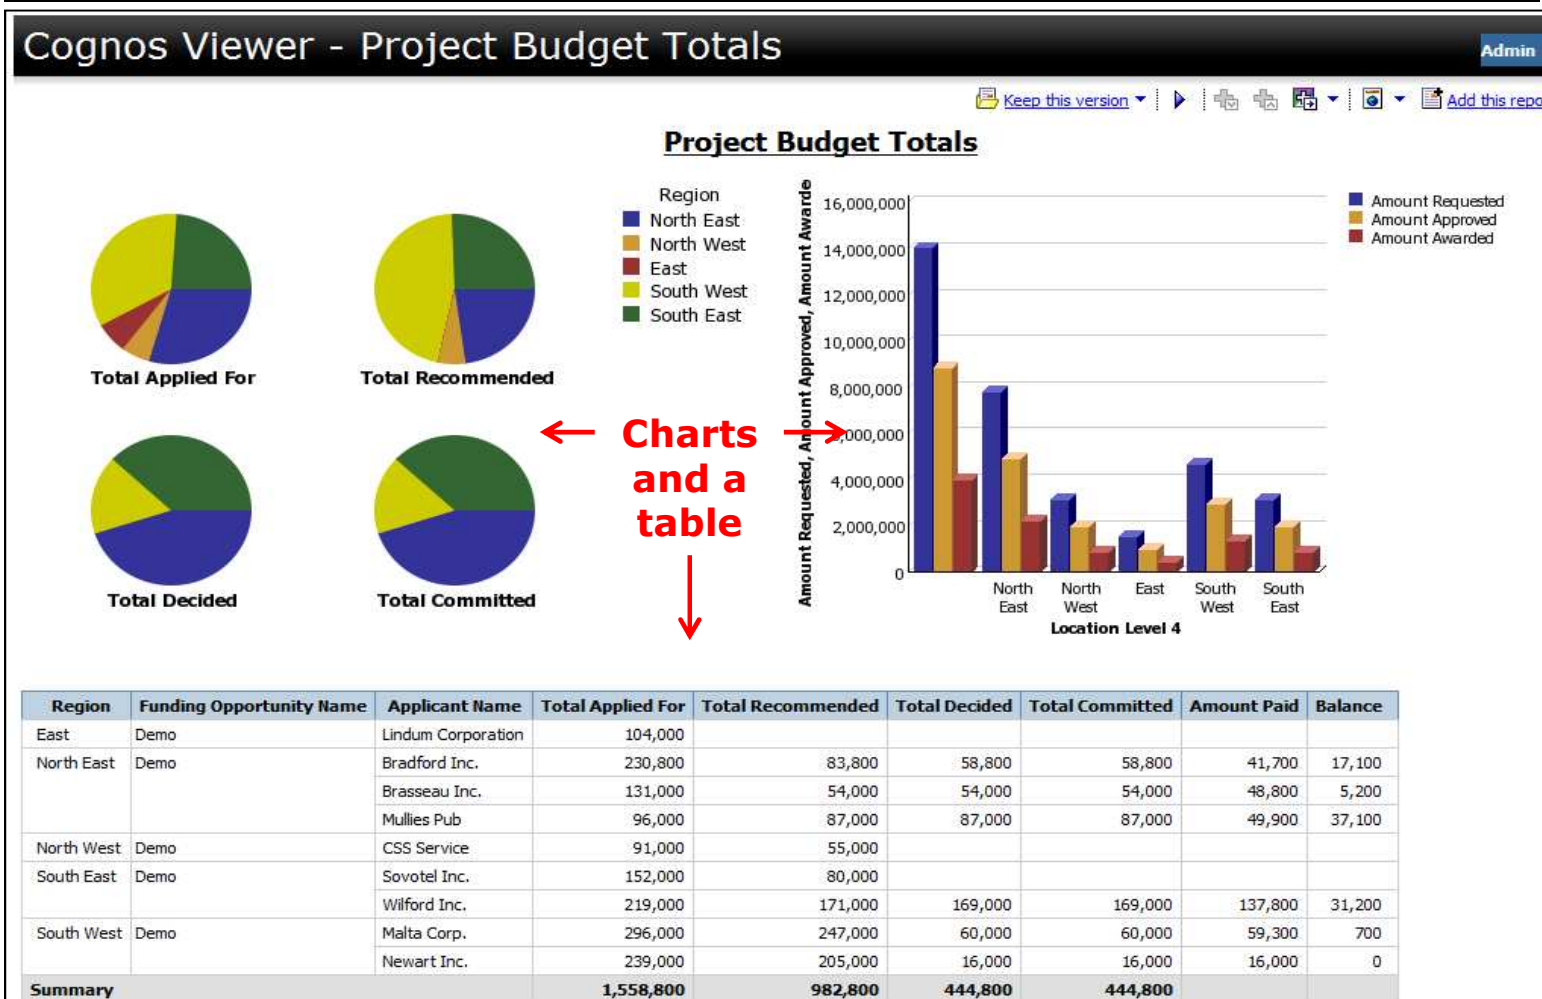 Cognos Viewer - Project Budget Totals
Admin
Keep this version
Add this repo
Project Budget Totals
Total Applied For
Total Recommended
Total Decided
Total Committed
Region
North East
North West
East
South West
South East
Charts
and a
table
Amount Requested, Amount Approved, Amount Awarde
16,000,000
14,000,000
12,000,000
10,000,000
8,000,000
,000,000
4,000,000
2,000,000
0
North East
North West
East
South West
South East
Location Level 4
Amount Requested
Amount Approved
Amount Awarded
Region Funding Opportunity Name Applicant Name Total Applied For Total Recommended Total Decided Total Committed Amount Paid Balance
East Demo Lindum Corporation 104,000
North East Demo Bradford Inc. 230,800 83,800 58,800 58,800 41,700 17,100
Brasseau Inc. 131,000 54,000 54,000 54,000 48,800 5,200
Mullies Pub 96,000 87,000 87,000 87,000 49,900 37,100
North West Demo CSS Service 91,000 55,000
South East Demo Sovotel Inc. 152,000 80,000
Wilford Inc. 219,000 171,000 169,000 169,000 137,800 31,200
South West Demo Malta Corp. 296,000 247,000 60,000 60,000 59,300 700
Newart Inc. 239,000 205,000 16,000 16,000 16,000 0
Summary 1,558,800 982,800 444,800 444,800